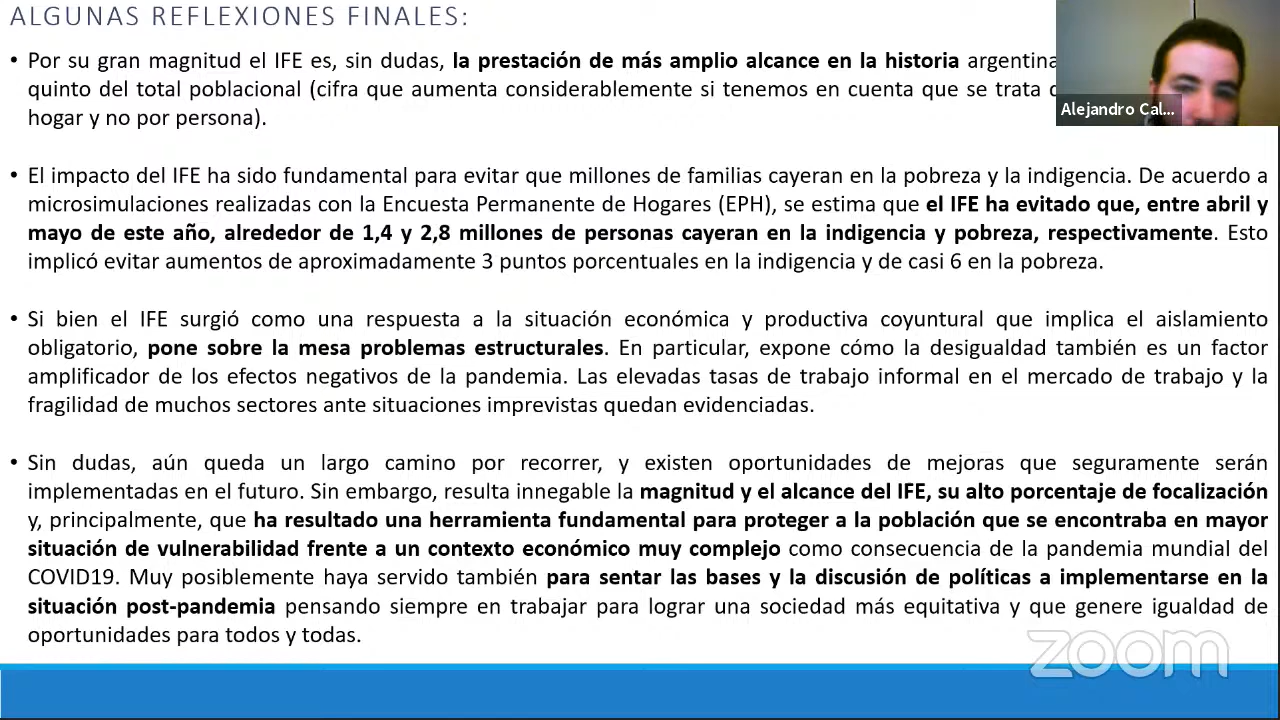 ALGUNAS REFLEXIONES FINALES:
• Por su gran magnitud el IFE es, sin dudas, la prestación de más amplio alcance en la historia argentina
quinto del total poblacional (cifra que aumenta considerablemente si tenemos en cuenta que se trata
hogar y no por persona).
Alejandro Cal...
• El impacto del IFE ha sido fundamental para evitar que millones de familias cayeran en la pobreza y la indigencia. De acuerdo a
microsimulaciones realizadas con la Encuesta Permanente de Hogares (EPH), se estima que el IFE ha evitado que, entre abril y
mayo de este año, alrededor de 1,4 y 2,8 millones de personas cayeran en la indigencia y pobreza, respectivamente. Esto
implicó evitar aumentos de aproximadamente 3 puntos porcentuales en la indigencia y de casi 6 en la pobreza.
• Si bien el IFE surgió como una respuesta a la situación económica y productiva coyuntural que implica el aislamiento
obligatorio, pone sobre la mesa problemas estructurales. En particular, expone cómo la desigualdad también es un factor
amplificador de los efectos negativos de la pandemia. Las elevadas tasas de trabajo informal en el mercado de trabajo y la
fragilidad de muchos sectores ante situaciones imprevistas quedan evidenciadas.
• Sin dudas, aún queda un largo camino por recorrer, y existen oportunidades de mejoras que seguramente serán
implementadas en el futuro. Sin embargo, resulta innegable la magnitud y el alcance del IFE, su alto porcentaje de focalización
y, principalmente, que ha resultado una herramienta fundamental para proteger a la población que se encontraba en mayor
situación de vulnerabilidad frente a un contexto económico muy complejo como consecuencia de la pandemia mundial del
COVID19. Muy posiblemente haya servido también para sentar las bases y la discusión de políticas a implementarse en la
situación post-pandemia pensando siempre en trabajar para lograr una sociedad más equitativa y que genere igualdad de
oportunidades para todos y todas.
zoom